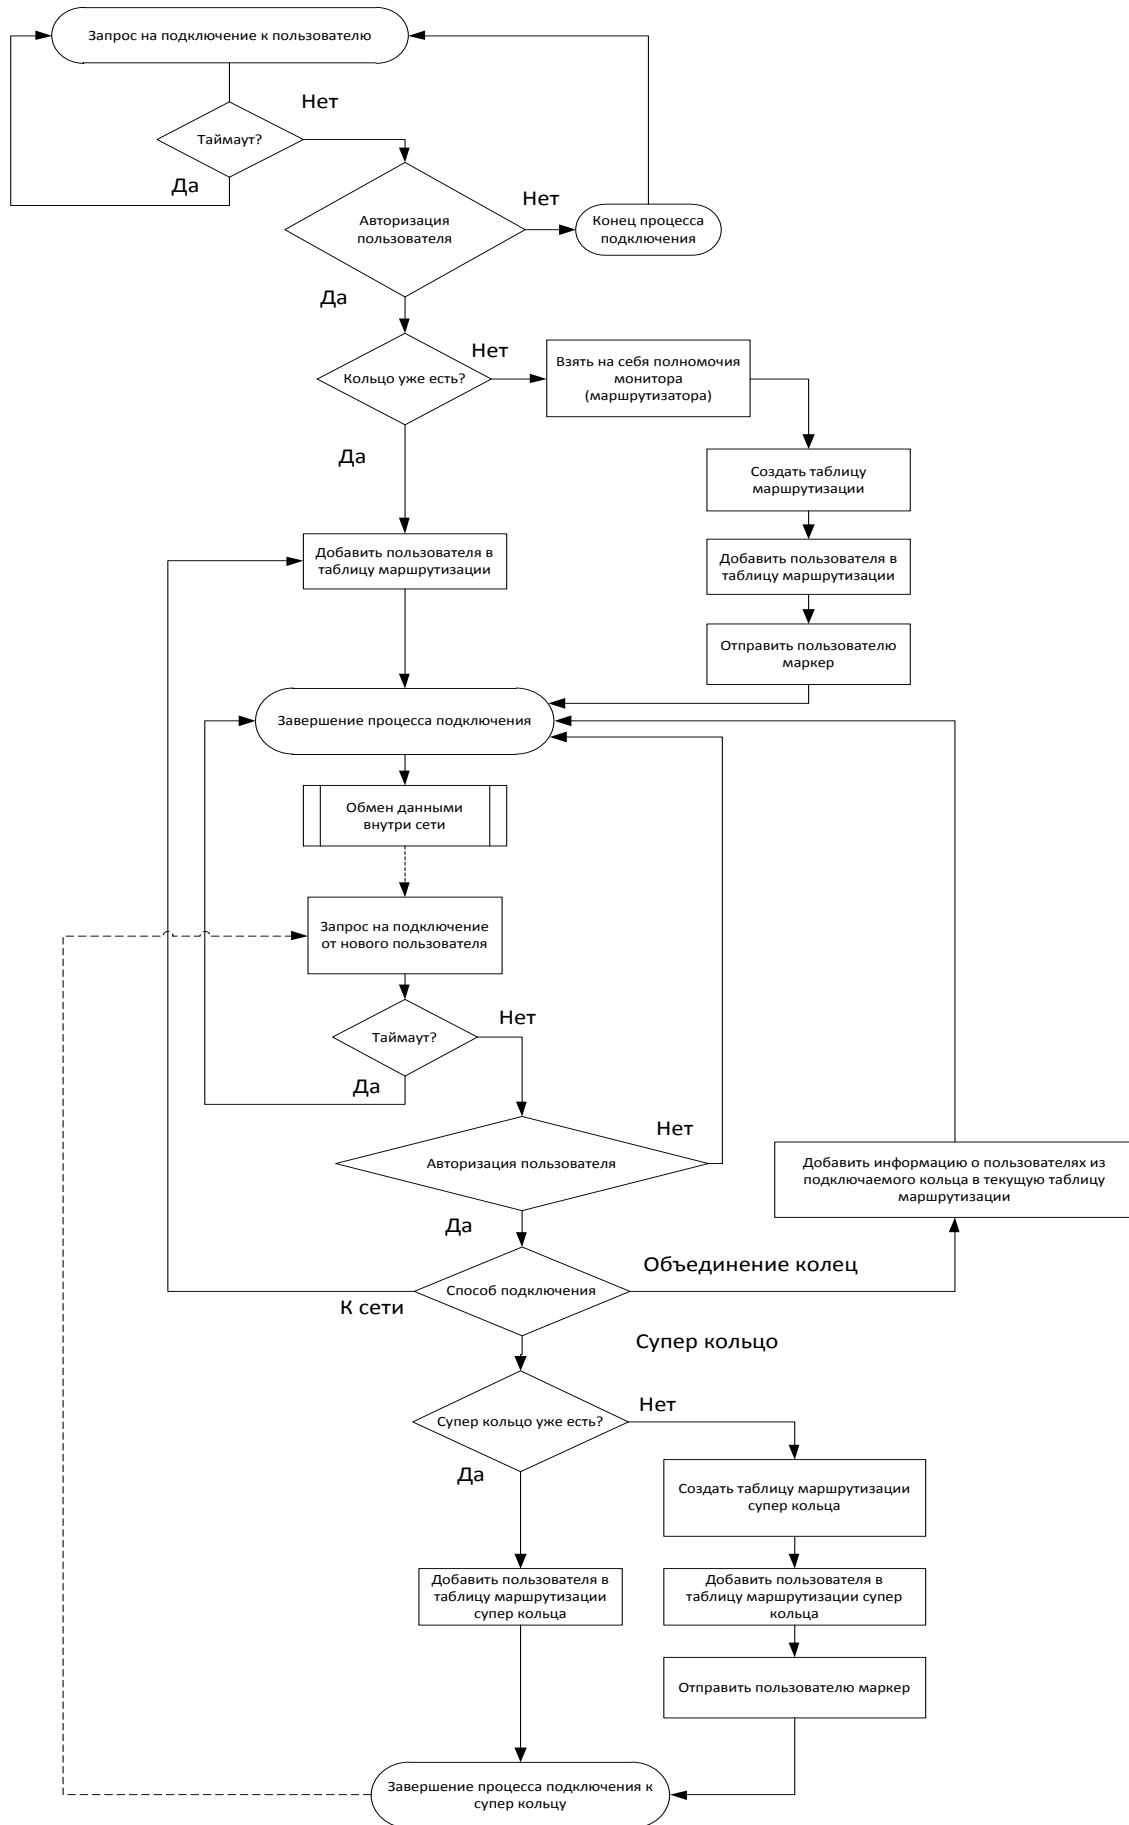 Запрос на подключение к пользователю
Нет
Таймаут?
Да
Авторизация
пользователя
Нет
Конец процесса
подключения
Да
Кольцо уже есть?
Нет
Взять на себя полномочия
монитора
(маршрутизатора)
Да
Создать таблицу
маршрутизации
Добавить пользователя в
таблицу маршрутизации
Добавить пользователя в
таблицу маршрутизации
Отправить пользователю
маркер
Завершение процесса подключения
Обмен данными
внутри сети
Запрос на подключение
от нового пользователя
Таймаут?
Нет
Да
Авторизация пользователя
Нет
Добавить информацию о пользователях из
подключаемого кольца в текущую таблицу
маршрутизации
Да
Способ подключения
Объединение колец
К сети
Супер кольцо
Супер кольцо уже есть?
Нет
Да
Создать таблицу маршрутизации
супер кольца
Добавить пользователя в
таблицу маршрутизации
супер кольца
Добавить пользователя в
таблицу маршрутизации супер
кольца
Отправить пользователю маркер
Завершение процесса подключения к
супер кольцу